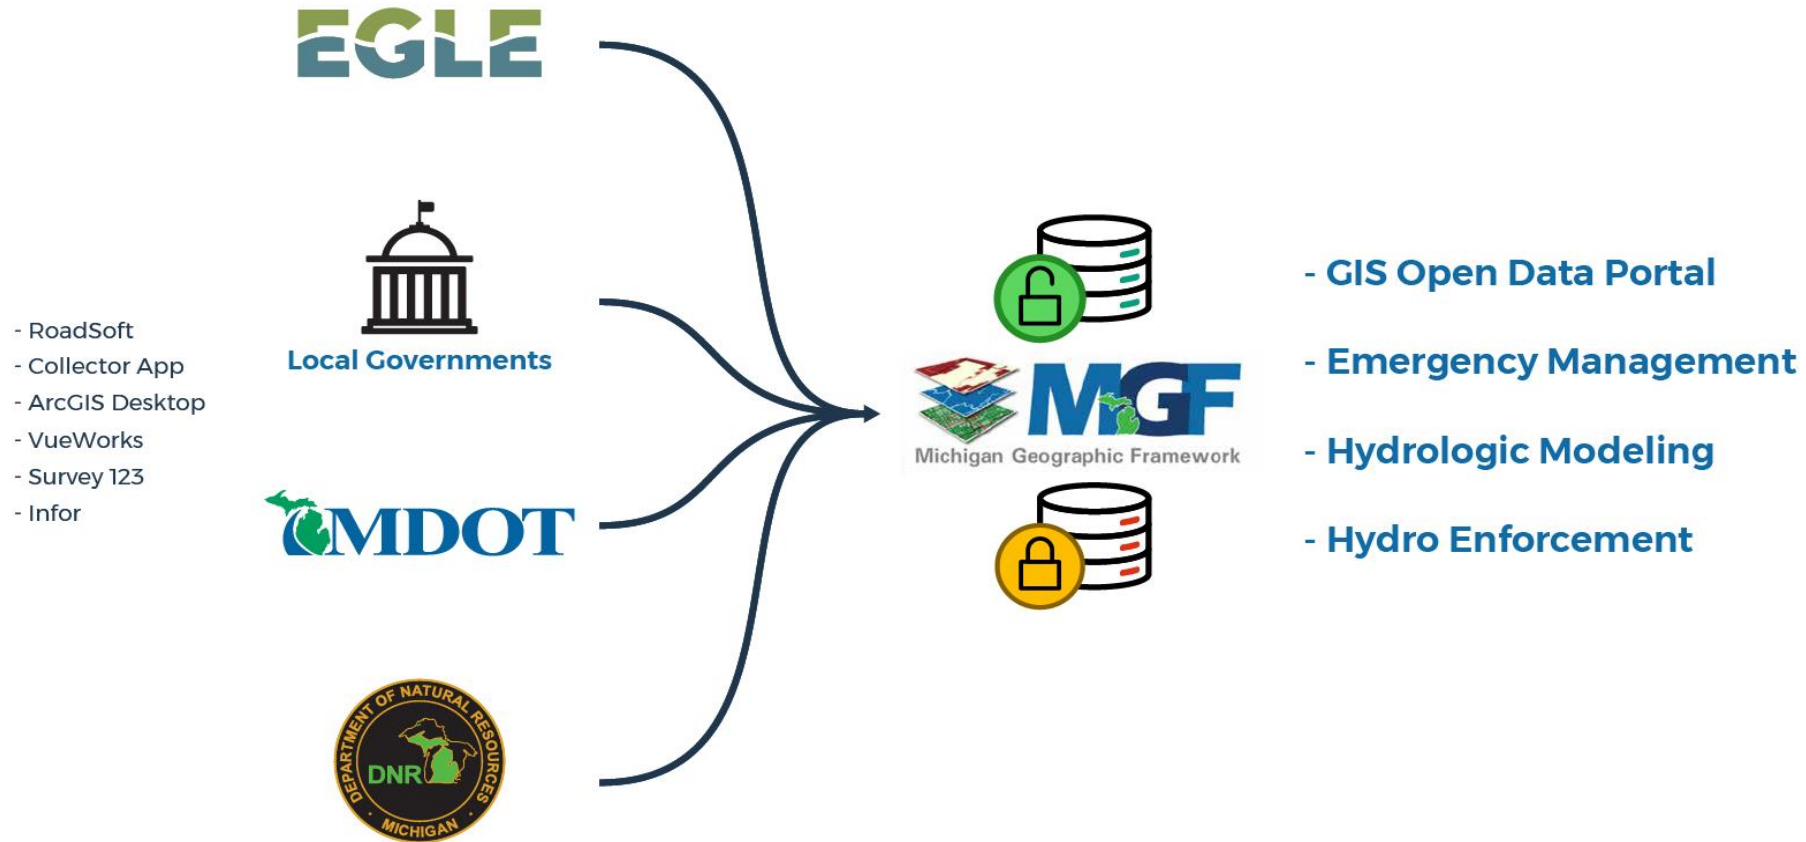 EGLE
- RoadSoft
- Collector App
- ArcGIS Desktop
- VueWorks
- Survey 123
- Infor
Local Governments
MDOT
DEPARTMENT OF NATURAL RESOURCES
DNR
MICHIGAN
MGF
Michigan Geographic Framework
- GIS Open Data Portal
- Emergency Management
- Hydrologic Modeling
- Hydro Enforcement